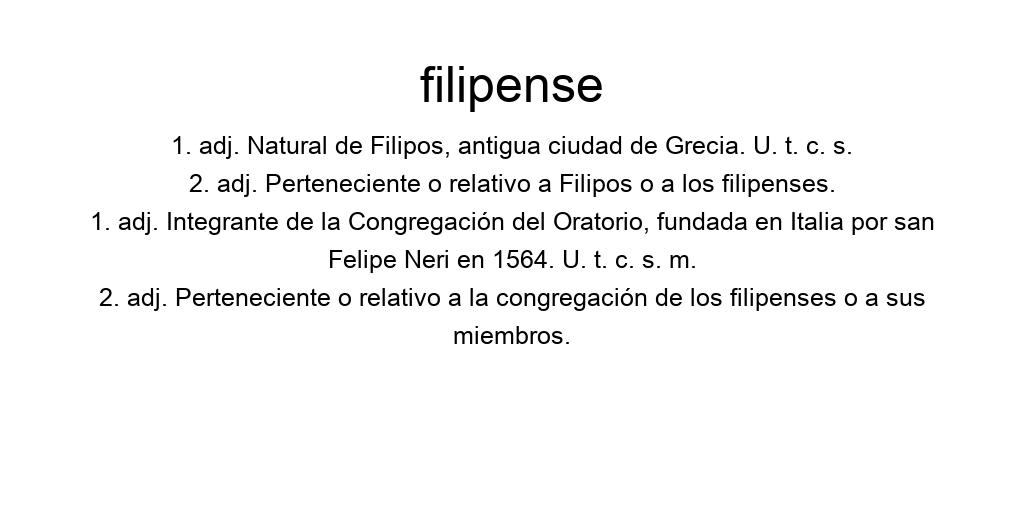 filipense
1. adj. Natural de Filipos, antigua ciudad de Grecia. U. t. c. s.
2. adj. Perteneciente o relativo a Filipos o a los filipenses.
1. adj. Integrante de la Congregación del Oratorio, fundada en Italia por san
Felipe Neri en 1564. U. t. c. s. m.
2. adj. Perteneciente o relativo a la congregación de los filipenses o a sus
miembros.